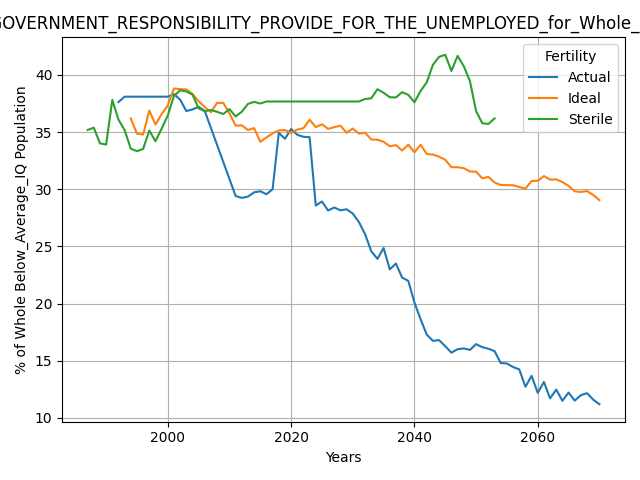 GOVERNMENT_RESPONSIBILITY_PROVIDE_FOR_THE_UNEMPLOYED_for_Whole_
Fertility
Actual
Ideal
Sterile
% of Whole Below_Average_IQ Population
40
35
30
25
20
15
10
2000 2020 2040 2060
Years